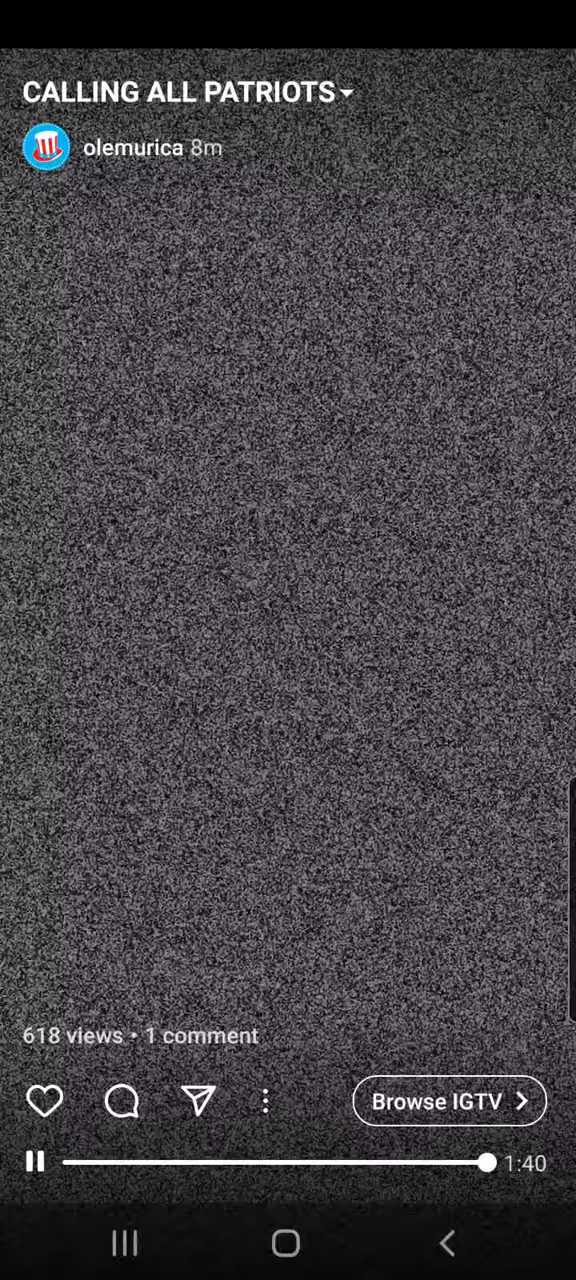 CALLING ALL PATRIOTS
olemurica 8m
618 views • 1 comment
Browse IGTV
1:40